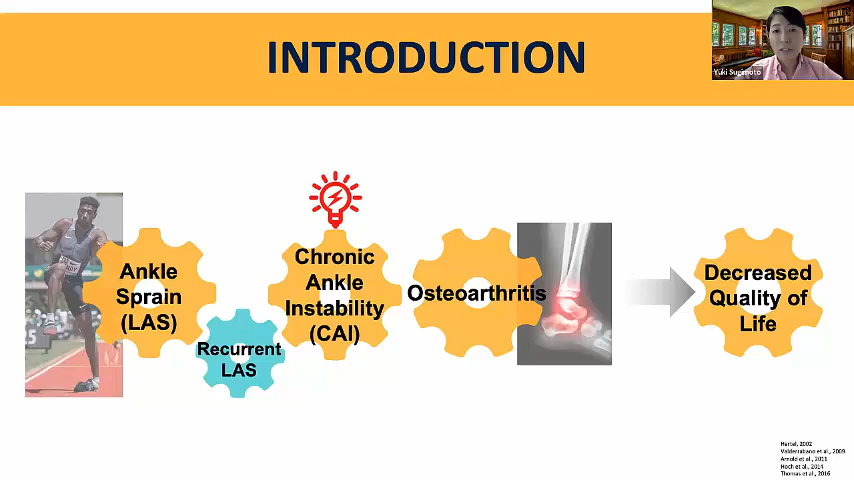 INTRODUCTION
Yuki Sugimoto
Ankle
Sprain
(LAS)
Recurrent
LAS
Chronic
Ankle
Instability
(CAI)
Osteoarthritis
Decreased
Quality of
Life
Hertel, 2002
Valderrabano et al., 2009
Arnold et al., 2011
Hoch et al., 2014
Thomas et al., 2016